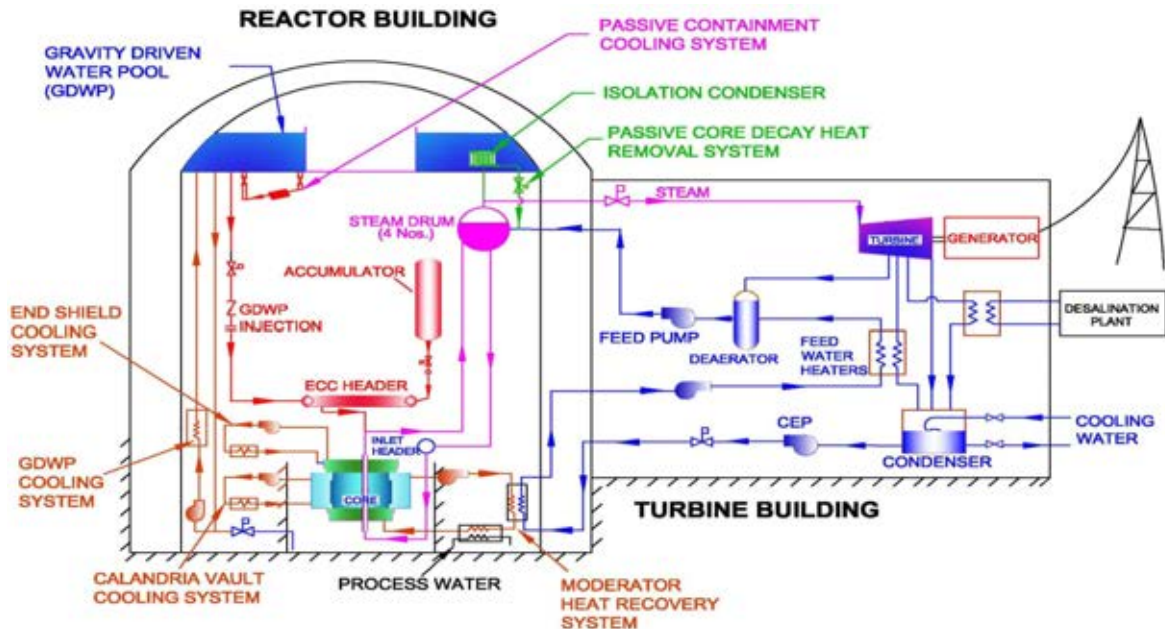 REACTOR BUILDING
PASSIVE CONTAINMENT
COOLING SYSTEM
GRAVITY DRIVEN
WATER POOL
(GDWP)
ISOLATION CONDENSER
PASSIVE CORE DECAY HEAT
REMOVAL SYSTEM
P
STEAM
STEAM DRUM
(4 Nos.)
TURBINE
GENERATOR
ACCUMULATOR
GDWP
INJECTION
END SHIELD
COOLING
SYSTEM
FEED PUMP
DEAERATOR
FEED WATER
HEATERS
DESALINATION
PLANT
ECC HEADER
INLET
HEADER
P
CEP
COOLING
WATER
CONDENSER
GDWP
COOLING
SYSTEM
CORE
P
TURBINE BUILDING
CALANDRIA VAULT
COOLING SYSTEM
PROCESS WATER
MODERATOR
HEAT RECOVERY
SYSTEM